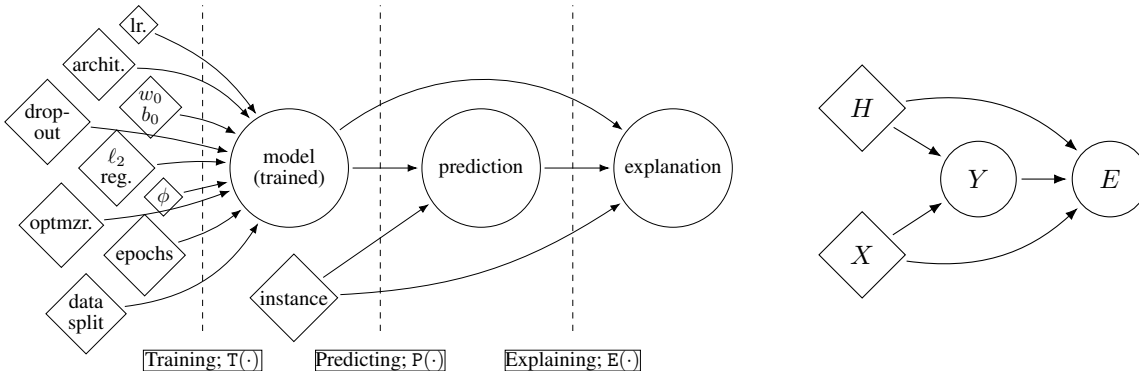 lr.
archit.
w₀
b₀
drop-
out
ℓ₂
reg.
ϕ
optmzr.
epochs
data
split
model
(trained)
prediction
explanation
instance
Training; T(·)
Predicting; P(·)
Explaining; E(·)
H
Y
E
X